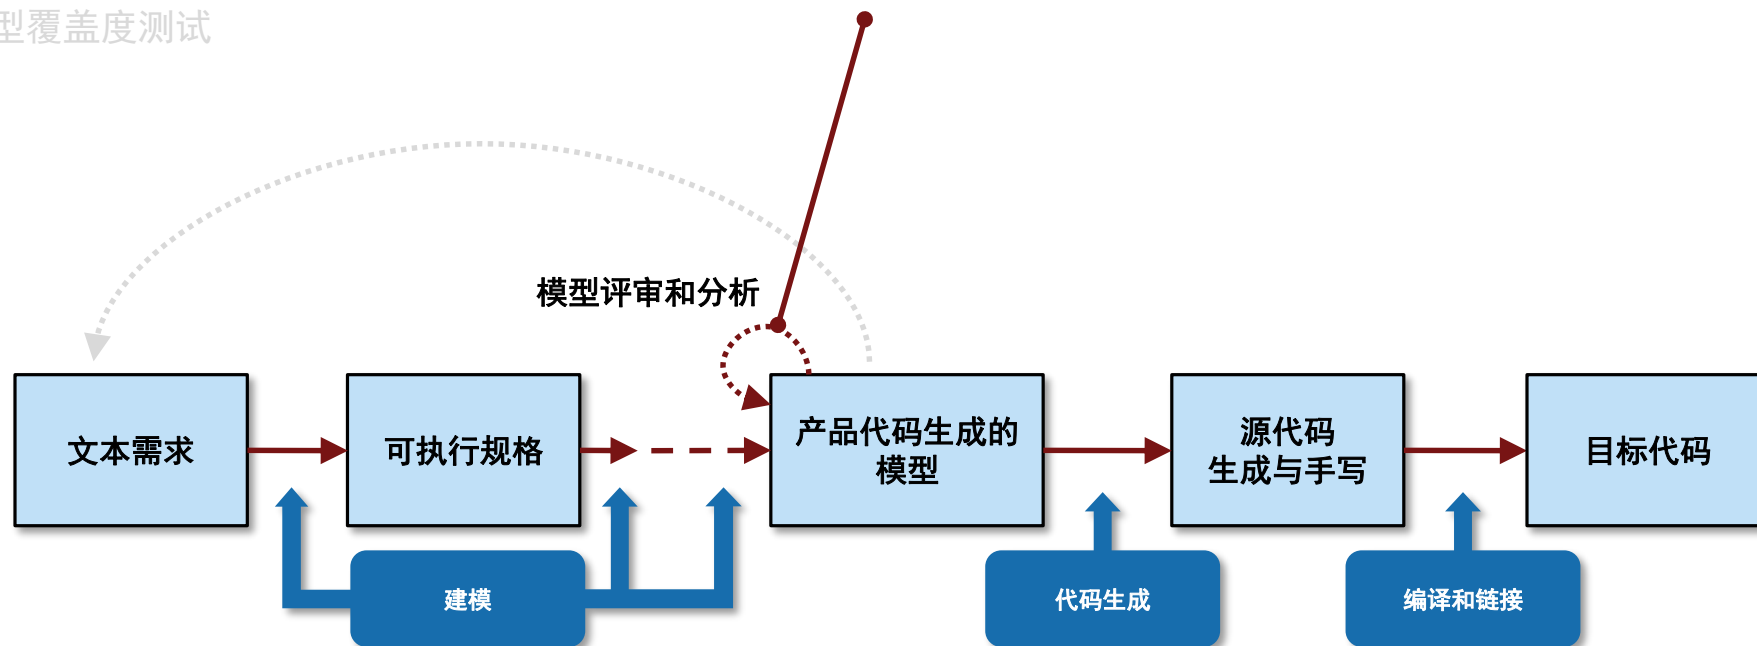 型覆盖度测试
模型评审和分析
文本需求
可执行规格
产品代码生成的
模型
源代码
生成与手写
目标代码
建模
代码生成
编译和链接